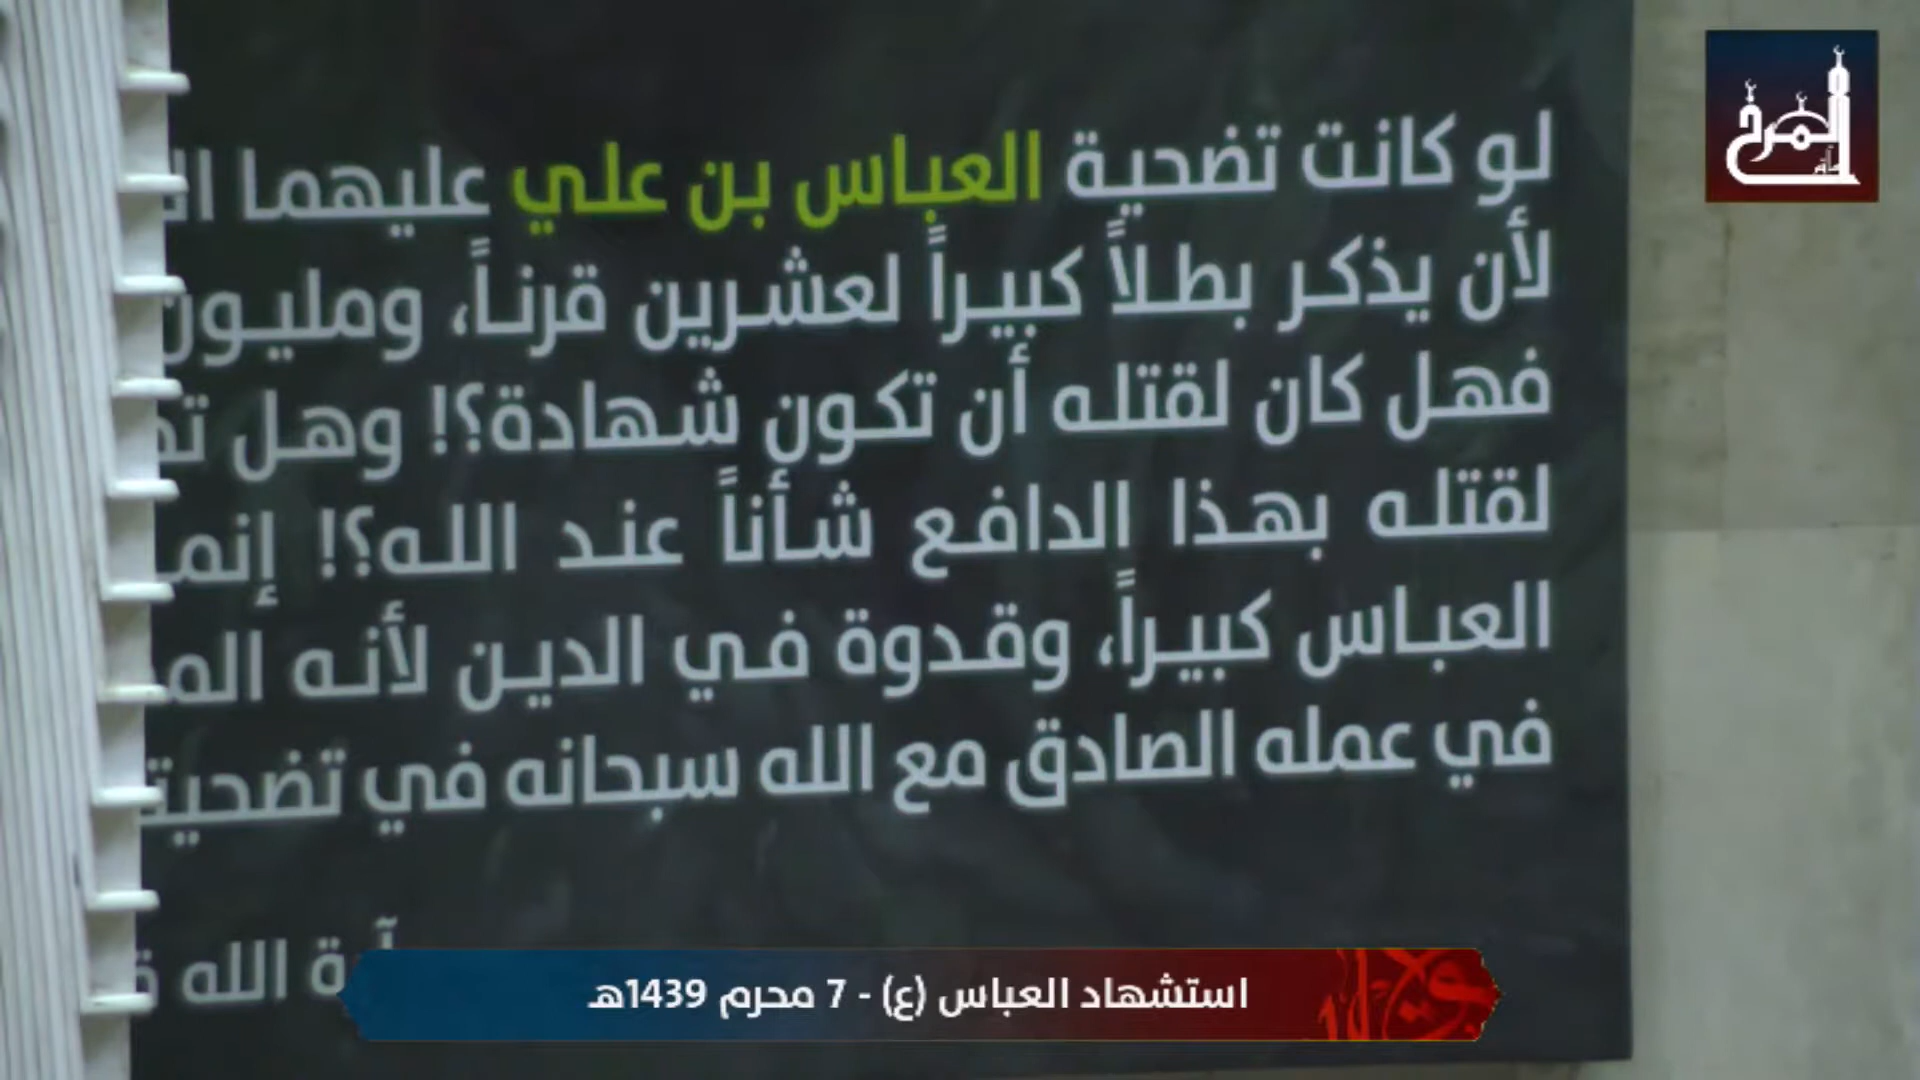 لو كانت تضحية العباس بن علي عليهما
لأن يذكر بطلاً كبيراً لعشرين قرناً، ومليون
فهل كان لقتله أن تكون شهادة؟! وهل
لقتله بهذا الدافع شأناً عند الله؟!
العباس كبيراً، وقدوة في الدين لأنه
في عمله الصادق مع الله سبحانه في
الله
استشهاد العباس (ع) - 7 محرم 1439هـ